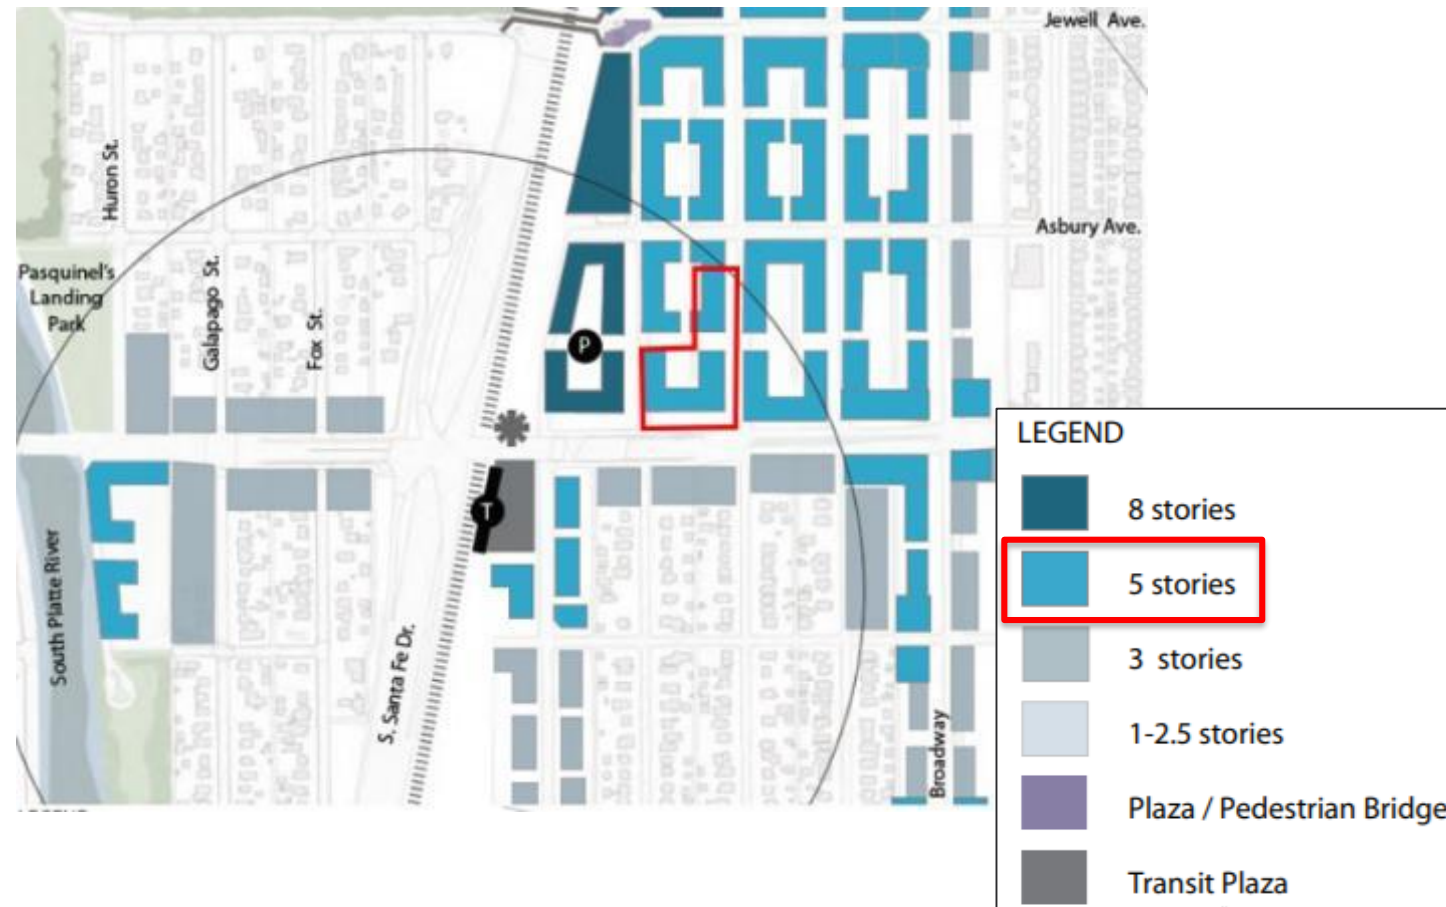 Jewell Ave.
Huron St.
Asbury Ave.
Pasquinel's
Landing
Park
Galapago St.
Fox St.
P
T
South Platte River
S. Santa Fe Dr.
Broadway
LEGEND
8 stories
5 stories
3 stories
1-2.5 stories
Plaza / Pedestrian Bridge
Transit Plaza